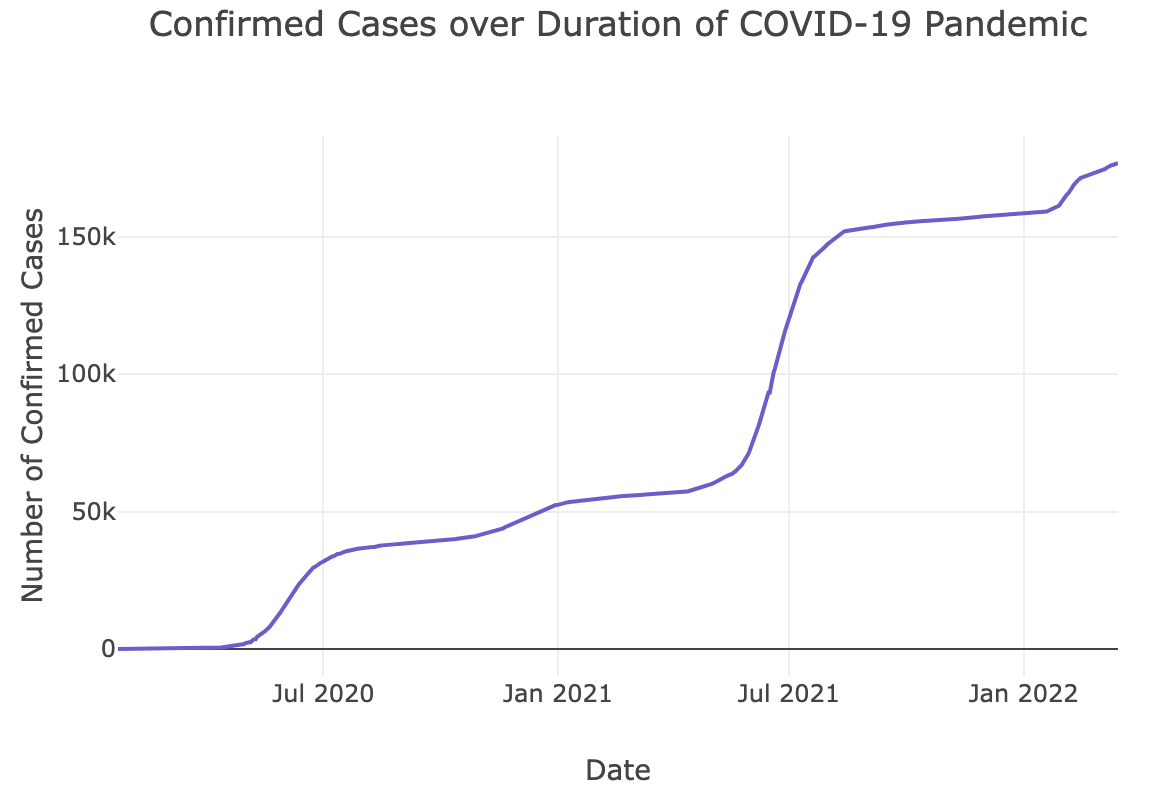 Confirmed Cases over Duration of COVID-19 Pandemic
Number of Confirmed Cases
150k
100k
50k
0
Jul 2020
Jan 2021
Jul 2021
Jan 2022
Date